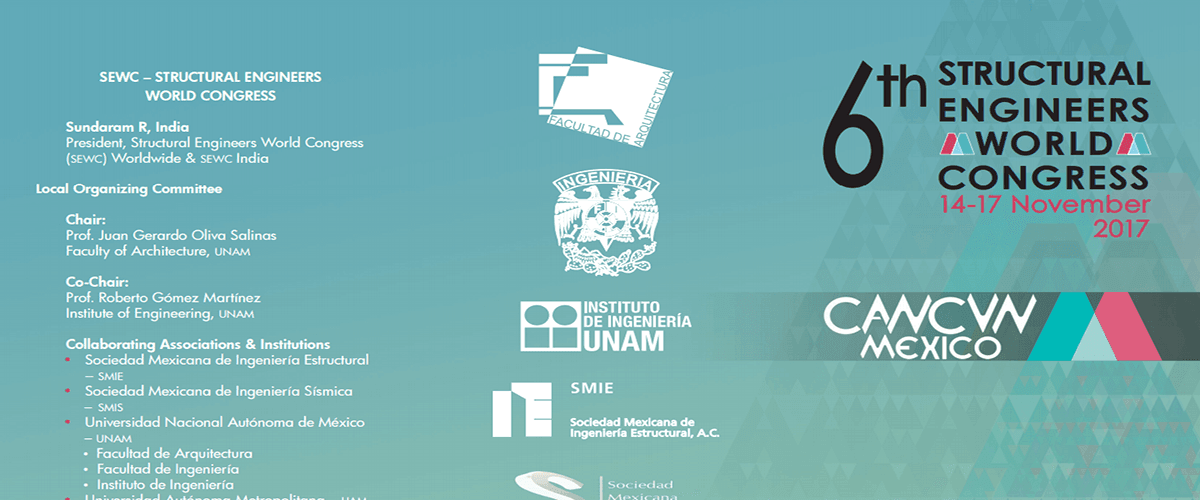 SEWC – STRUCTURAL ENGINEERS
WORLD CONGRESS
Sundaram R, India
President, Structural Engineers World Congress
(SEWC) Worldwide & SEWC India
Local Organizing Committee
Chair:
Prof. Juan Gerardo Oliva Salinas
Faculty of Architecture, UNAM
Co-Chair:
Prof. Roberto Gómez Martínez
Institute of Engineering, UNAM
Collaborating Associations & Institutions
▪ Sociedad Mexicana de Ingeniería Estructural
– SMIE
▪ Sociedad Mexicana de Ingeniería Sísmica
– SMIS
▪ Universidad Nacional Autónoma de México
– UNAM
• Facultad de Arquitectura
• Facultad de Ingeniería
• Instituto de Ingeniería
▪ Universidad Autónoma Metropolitana – UAM
FACULTAD DE
ARQUITECTURA
INGENIERIA
INSTITUTO
DE INGENIERÍA
UNAM
SMIE
Sociedad Mexicana de
Ingeniería Estructural, A.C.
Sociedad
Mexicana
6th
STRUCTURAL
ENGINEERS
WORLD
CONGRESS
14-17 November
2017
CANCVN
MEXICO